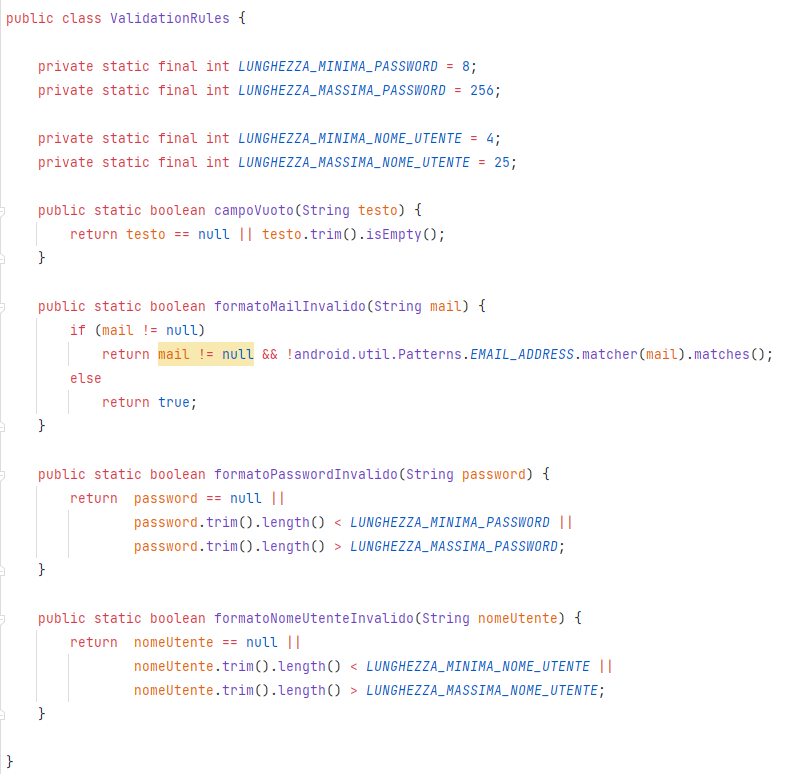 public class ValidationRules {
private static final int LUNGHEZZA_MINIMA_PASSWORD = 8;
private static final int LUNGHEZZA_MASSIMA_PASSWORD = 256;
private static final int LUNGHEZZA_MINIMA_NOME_UTENTE = 4;
private static final int LUNGHEZZA_MASSIMA_NOME_UTENTE = 25;
public static boolean campoVuoto(String testo) {
return testo == null || testo.trim().isEmpty();
}
public static boolean formatoMailInvalido(String mail) {
if (mail != null)
return mail != null && !android.util.Patterns.EMAIL_ADDRESS.matcher(mail).matches();
else
return true;
}
public static boolean formatoPasswordInvalido(String password) {
return  password == null ||
password.trim().length() < LUNGHEZZA_MINIMA_PASSWORD ||
password.trim().length() > LUNGHEZZA_MASSIMA_PASSWORD;
}
public static boolean formatoNomeUtenteInvalido(String nomeUtente) {
return  nomeUtente == null ||
nomeUtente.trim().length() < LUNGHEZZA_MINIMA_NOME_UTENTE ||
nomeUtente.trim().length() > LUNGHEZZA_MASSIMA_NOME_UTENTE;
}
}